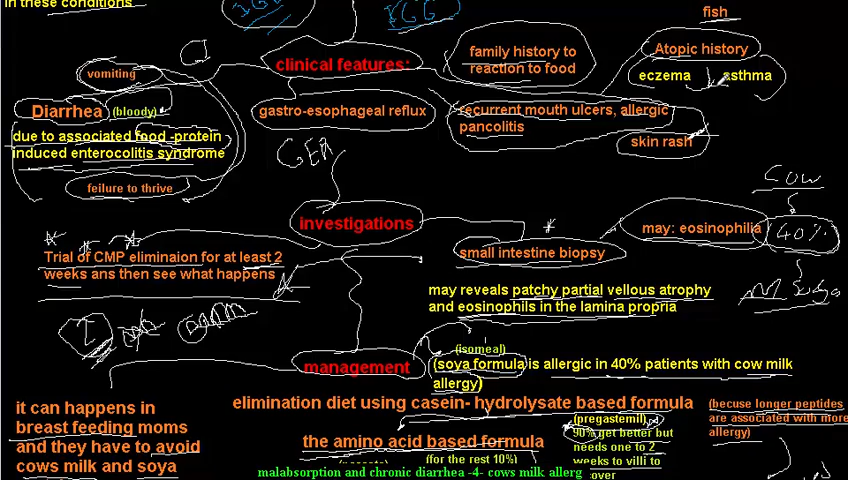 in these conditions
IGG
fish
GI
clinical features:
family history to
reaction to food
Atopic history
eczema
asthma
vomiting
Diarrhea (bloody)
due to associated food -protein
induced enterocolitis syndrome
failure to thrive
gastro-esophageal reflux
recurrent mouth ulcers, allergic
pancolitis
skin rash
investigations
Trial of CMP eliminaion for at least 2
weeks ans then see what happens
small intestine biopsy
may: eosinophilia
Cow
40%
may reveals patchy partial vellous atrophy
and eosinophils in the lamina propria
management
(isomeal)
(soya formula is allergic in 40% patients with cow milk
allergy)
it can happens in
breast feeding moms
and they have to avoid
cows milk and soya
elimination diet using casein- hydrolysate based formula
(becuse longer peptides
are associated with more
allergy)
(pregastemil)
90% get better but
needs one to 2
weeks to villi to
the amino acid based formula
(for the rest 10%)
malabsorption and chronic diarrhea -4- cows milk allerg